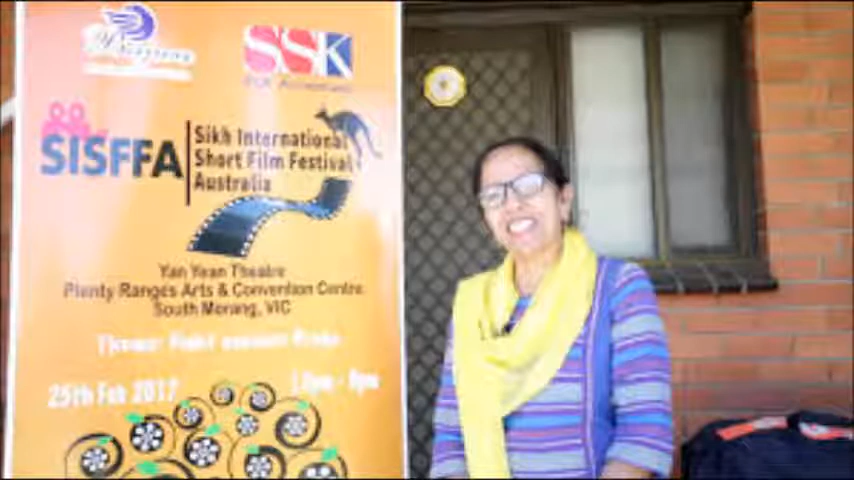 SSK
SISFFA
Sikh International
Short Film Festival
Australia
Yan Yean Theatre
Plenty Ranges Arts & Convention Centre
South Morang, VIC
25th Feb 2017